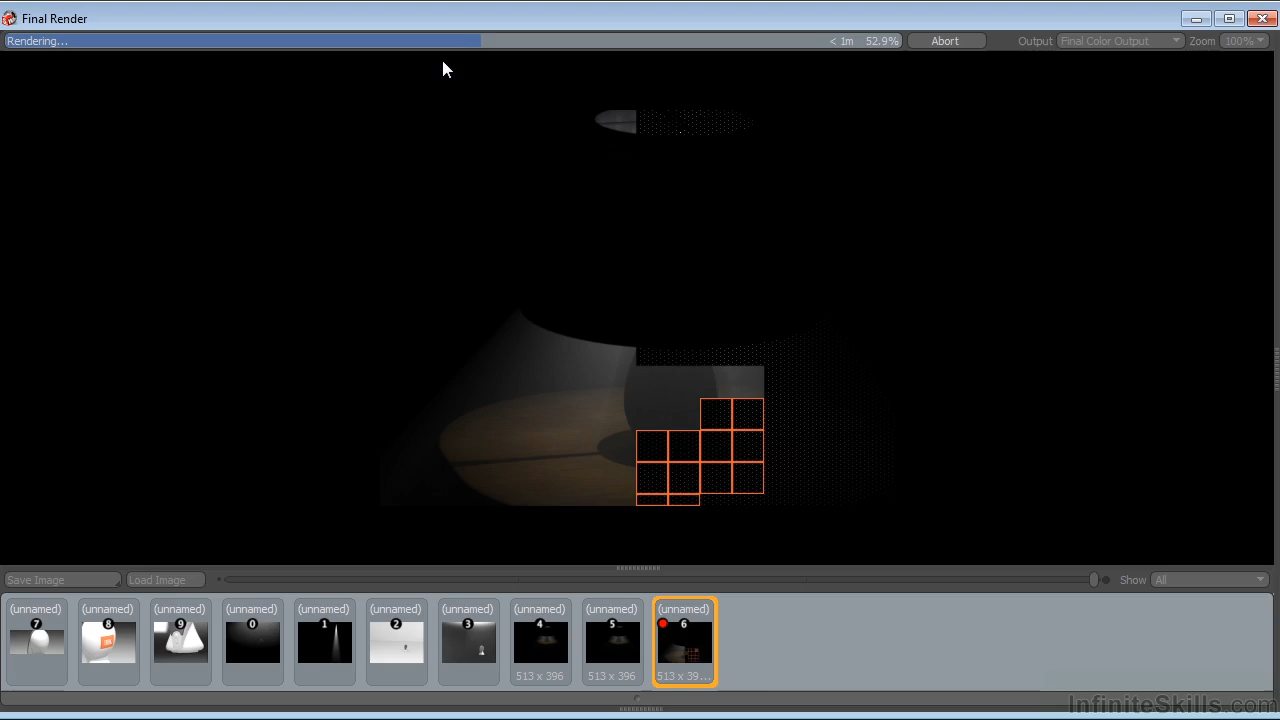 Final Render
Rendering... < 1m 52.9% Abort Output Final Color Output Zoom 100%
Save Image Load Image Show All
(unnamed) (unnamed) (unnamed) (unnamed) (unnamed) (unnamed) (unnamed) (unnamed) (unnamed) (unnamed)
7 8 9 0 1 2 3 4 5 6
513 x 396 513 x 396 513 x 39...
InfiniteSkills.com